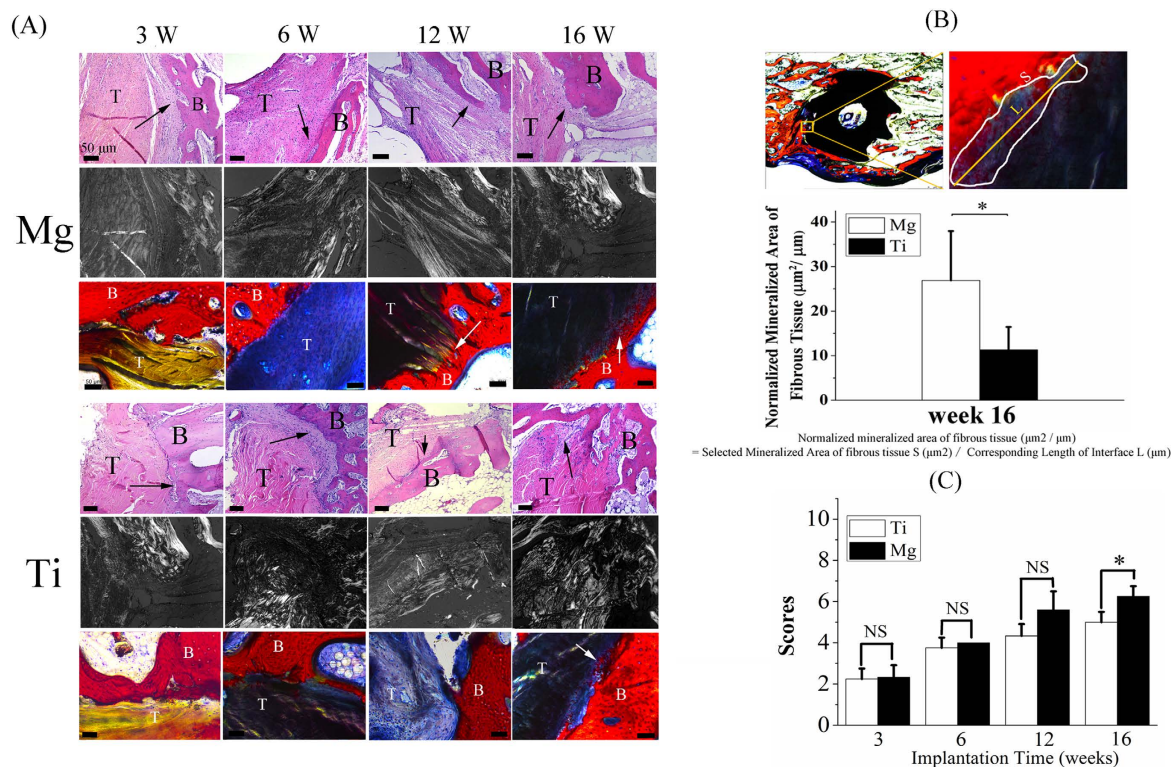 (A)
3 W 6 W 12 W 16 W
T B T B T B T B
50 μm
Mg
B T B T T B T B
50 μm
T B T B T B T B
Ti
B T B T T B T B
(B)
S
L
Normalized Mineralized Area of
Fibrous Tissue (μm²/ μm)
40
30
20
10
0
Mg
Ti
*
week 16
Normalized mineralized area of fibrous tissue (μm2 / μm)
= Selected Mineralized Area of fibrous tissue S (μm2) / Corresponding Length of Interface L (μm)
(C)
Scores
10
8
6
4
2
0
Ti
Mg
NS NS NS *
3 6 12 16
Implantation Time (weeks)